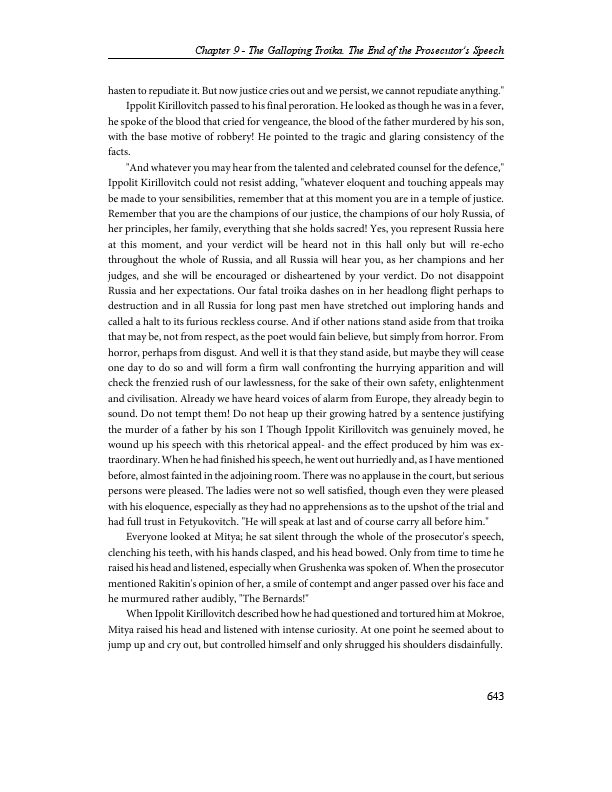 Chapter 9 - The Galloping Troika. The End of the Prosecutor's Speech
hasten to repudiate it. But now justice cries out and we persist, we cannot repudiate anything."
Ippolit Kirillovitch passed to his final peroration. He looked as though he was in a fever,
he spoke of the blood that cried for vengeance, the blood of the father murdered by his son,
with the base motive of robbery! He pointed to the tragic and glaring consistency of the
facts.
"And whatever you may hear from the talented and celebrated counsel for the defence,"
Ippolit Kirillovitch could not resist adding, "whatever eloquent and touching appeals may
be made to your sensibilities, remember that at this moment you are in a temple of justice.
Remember that you are the champions of our justice, the champions of our holy Russia, of
her principles, her family, everything that she holds sacred! Yes, you represent Russia here
at this moment, and your verdict will be heard not in this hall only but will re-echo
throughout the whole of Russia, and all Russia will hear you, as her champions and her
judges, and she will be encouraged or disheartened by your verdict. Do not disappoint
Russia and her expectations. Our fatal troika dashes on in her headlong flight perhaps to
destruction and in all Russia for long past men have stretched out imploring hands and
called a halt to its furious reckless course. And if other nations stand aside from that troika
that may be, not from respect, as the poet would fain believe, but simply from horror. From
horror, perhaps from disgust. And well it is that they stand aside, but maybe they will cease
one day to do so and will form a firm wall confronting the hurrying apparition and will
check the frenzied rush of our lawlessness, for the sake of their own safety, enlightenment
and civilisation. Already we have heard voices of alarm from Europe, they already begin to
sound. Do not tempt them! Do not heap up their growing hatred by a sentence justifying
the murder of a father by his son I Though Ippolit Kirillovitch was genuinely moved, he
wound up his speech with this rhetorical appeal- and the effect produced by him was ex-
traordinary. When he had finished his speech, he went out hurriedly and, as I have mentioned
before, almost fainted in the adjoining room. There was no applause in the court, but serious
persons were pleased. The ladies were not so well satisfied, though even they were pleased
with his eloquence, especially as they had no apprehensions as to the upshot of the trial and
had full trust in Fetyukovitch. "He will speak at last and of course carry all before him."
Everyone looked at Mitya; he sat silent through the whole of the prosecutor's speech,
clenching his teeth, with his hands clasped, and his head bowed. Only from time to time he
raised his head and listened, especially when Grushenka was spoken of. When the prosecutor
mentioned Rakitin's opinion of her, a smile of contempt and anger passed over his face and
he murmured rather audibly, "The Bernards!"
When Ippolit Kirillovitch described how he had questioned and tortured him at Mokroe,
Mitya raised his head and listened with intense curiosity. At one point he seemed about to
jump up and cry out, but controlled himself and only shrugged his shoulders disdainfully.
643